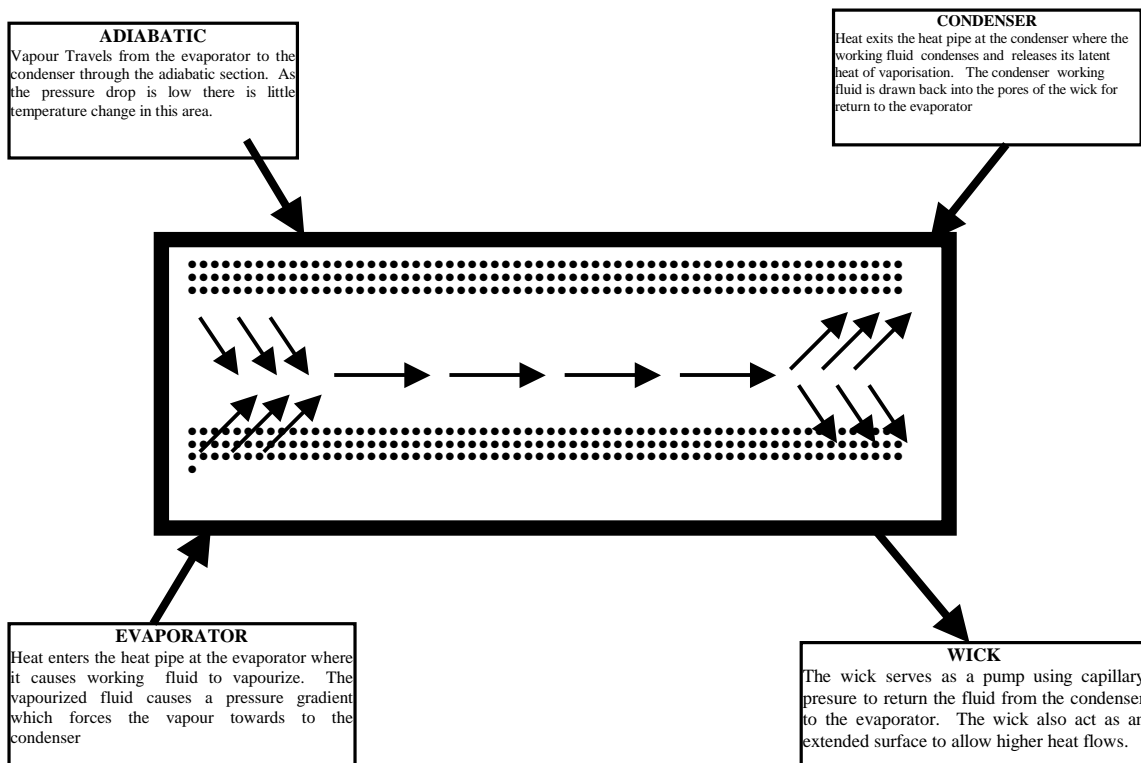 ADIABATIC
Vapour Travels from the evaporator to the
condenser through the adiabatic section. As
the pressure drop is low there is little
temperature change in this area.
CONDENSER
Heat exits the heat pipe at the condenser where the
working fluid condenses and releases its latent
heat of vaporisation. The condenser working
fluid is drawn back into the pores of the wick for
return to the evaporator
EVAPORATOR
Heat enters the heat pipe at the evaporator where
it causes working fluid to vapourize. The
vapourized fluid causes a pressure gradient
which forces the vapour towards to the
condenser
WICK
The wick serves as a pump using capillary
presure to return the fluid from the condenser
to the evaporator. The wick also act as an
extended surface to allow higher heat flows.